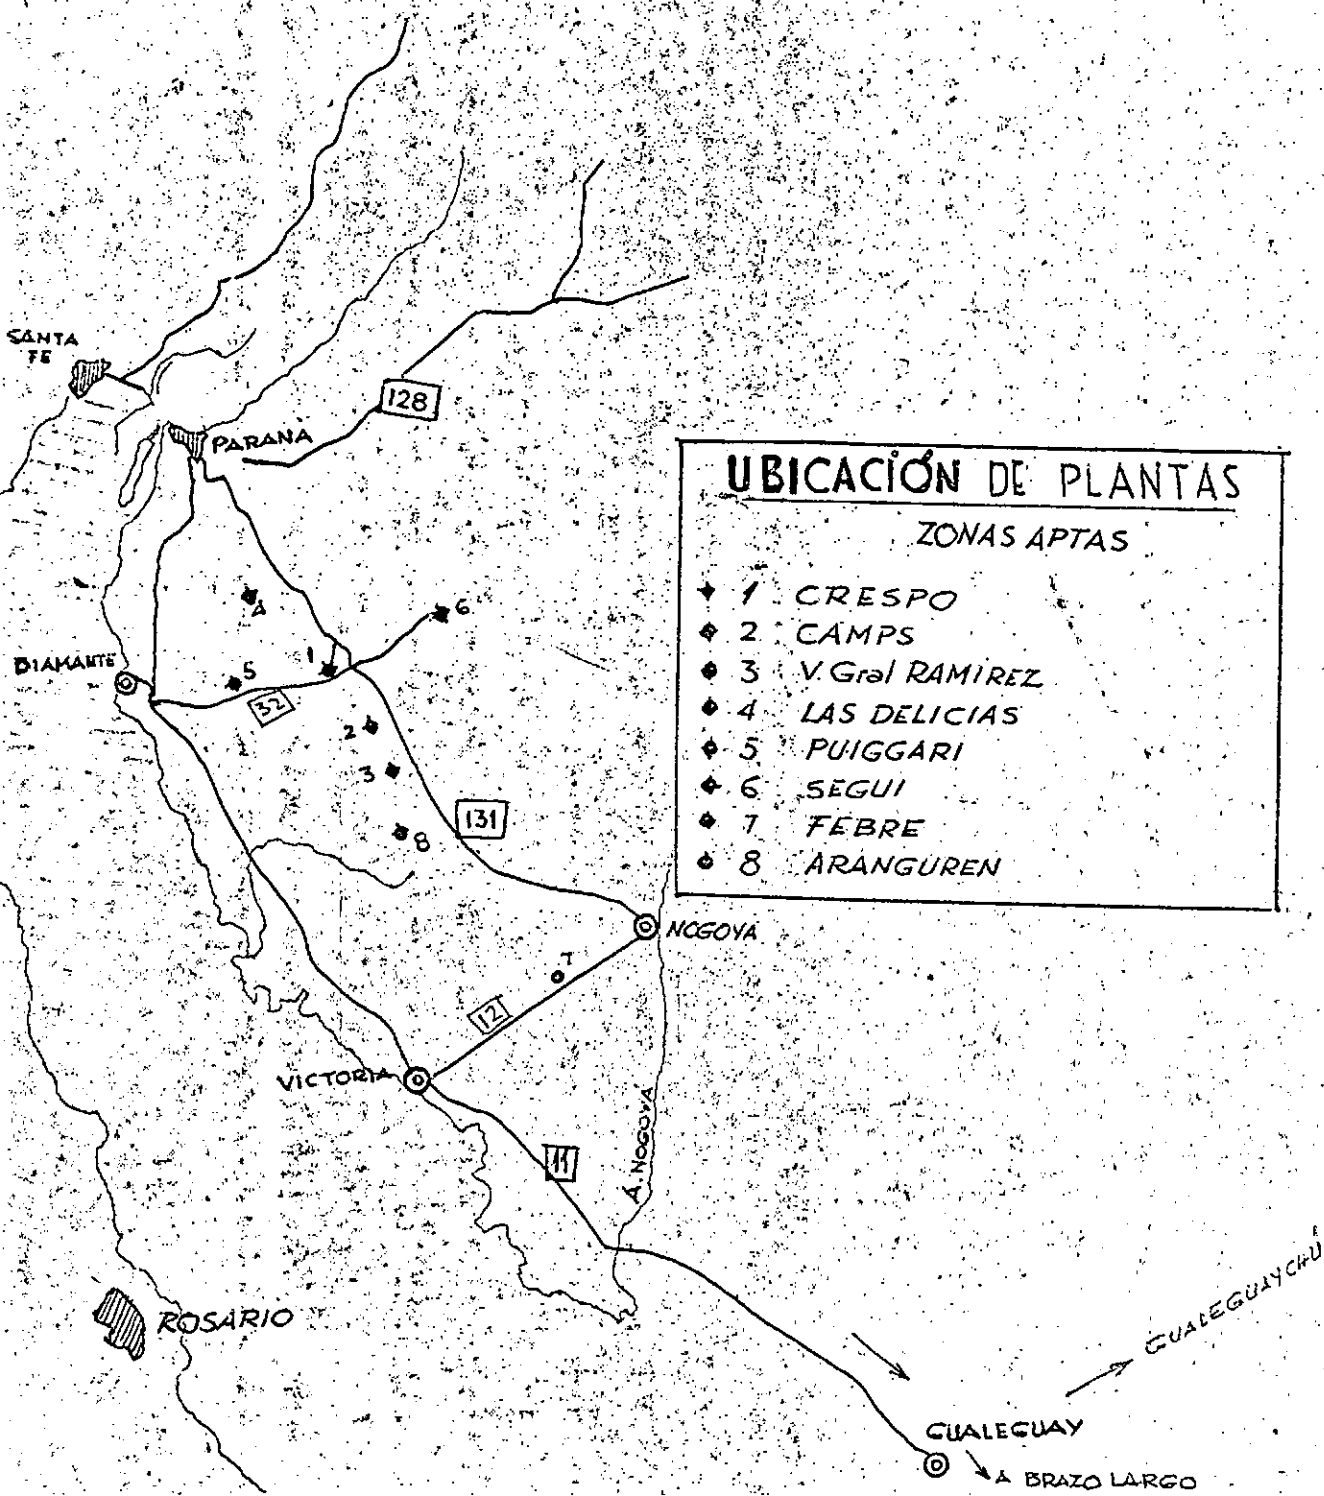 SANTA
FE
128
PARANA
UBICACIÓN DE PLANTAS
ZONAS APTAS
1 CRESPO
2 CAMPS
3 V. Gral RAMIREZ
4 LAS DELICIAS
5 PUIGGARI
6 SEGUI
7 FEBRE
8 ARANGUREN
4
6
DIAMANTE
5
1
32
2
3
131
8
NOGOYA
7
12
VICTORIA
A. NOGOYA
11
ROSARIO
GUALEGUAYCHÚ
GUALEGUAY
A BRAZO LARGO